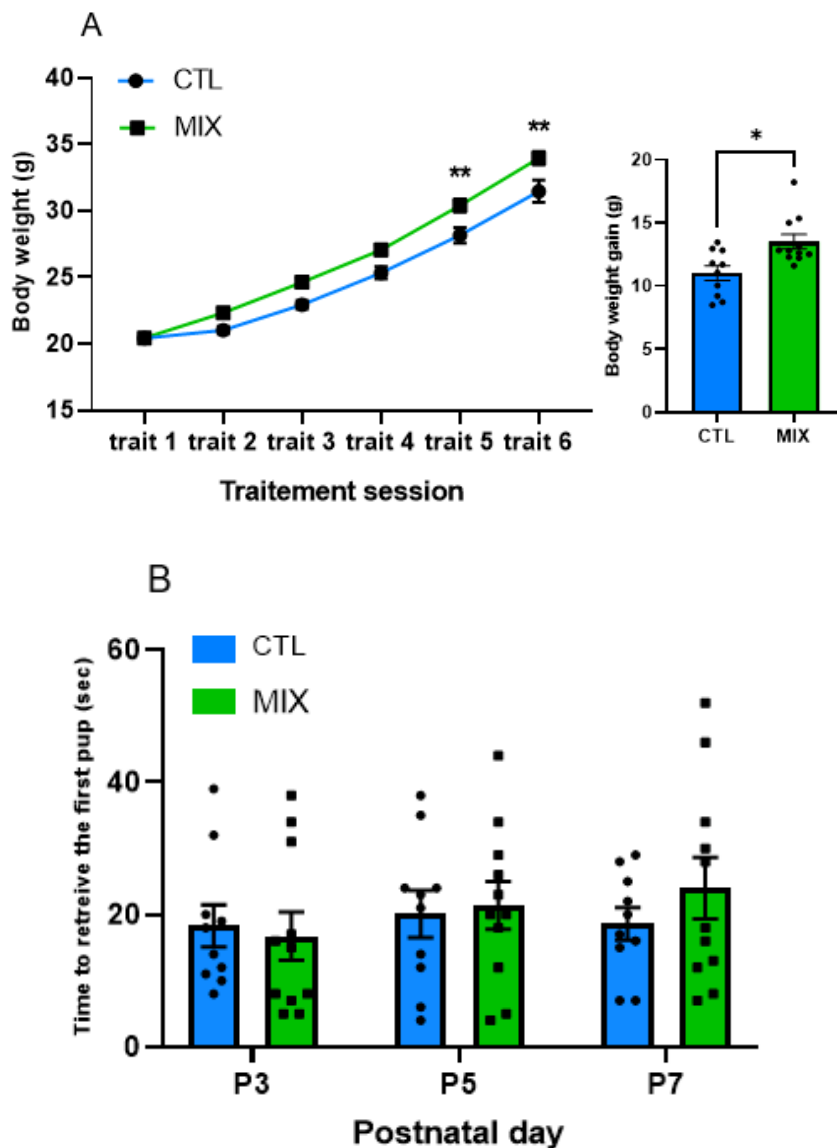 A
CTL
MIX
Body weight (g)
40
35
30
25
20
15
**
**
trait 1 trait 2 trait 3 trait 4 trait 5 trait 6
Traitement session
*
Body weight gain (g)
20
15
10
5
0
CTL MIX
B
CTL
MIX
Time to retreive the first pup (sec)
60
40
20
0
P3 P5 P7
Postnatal day